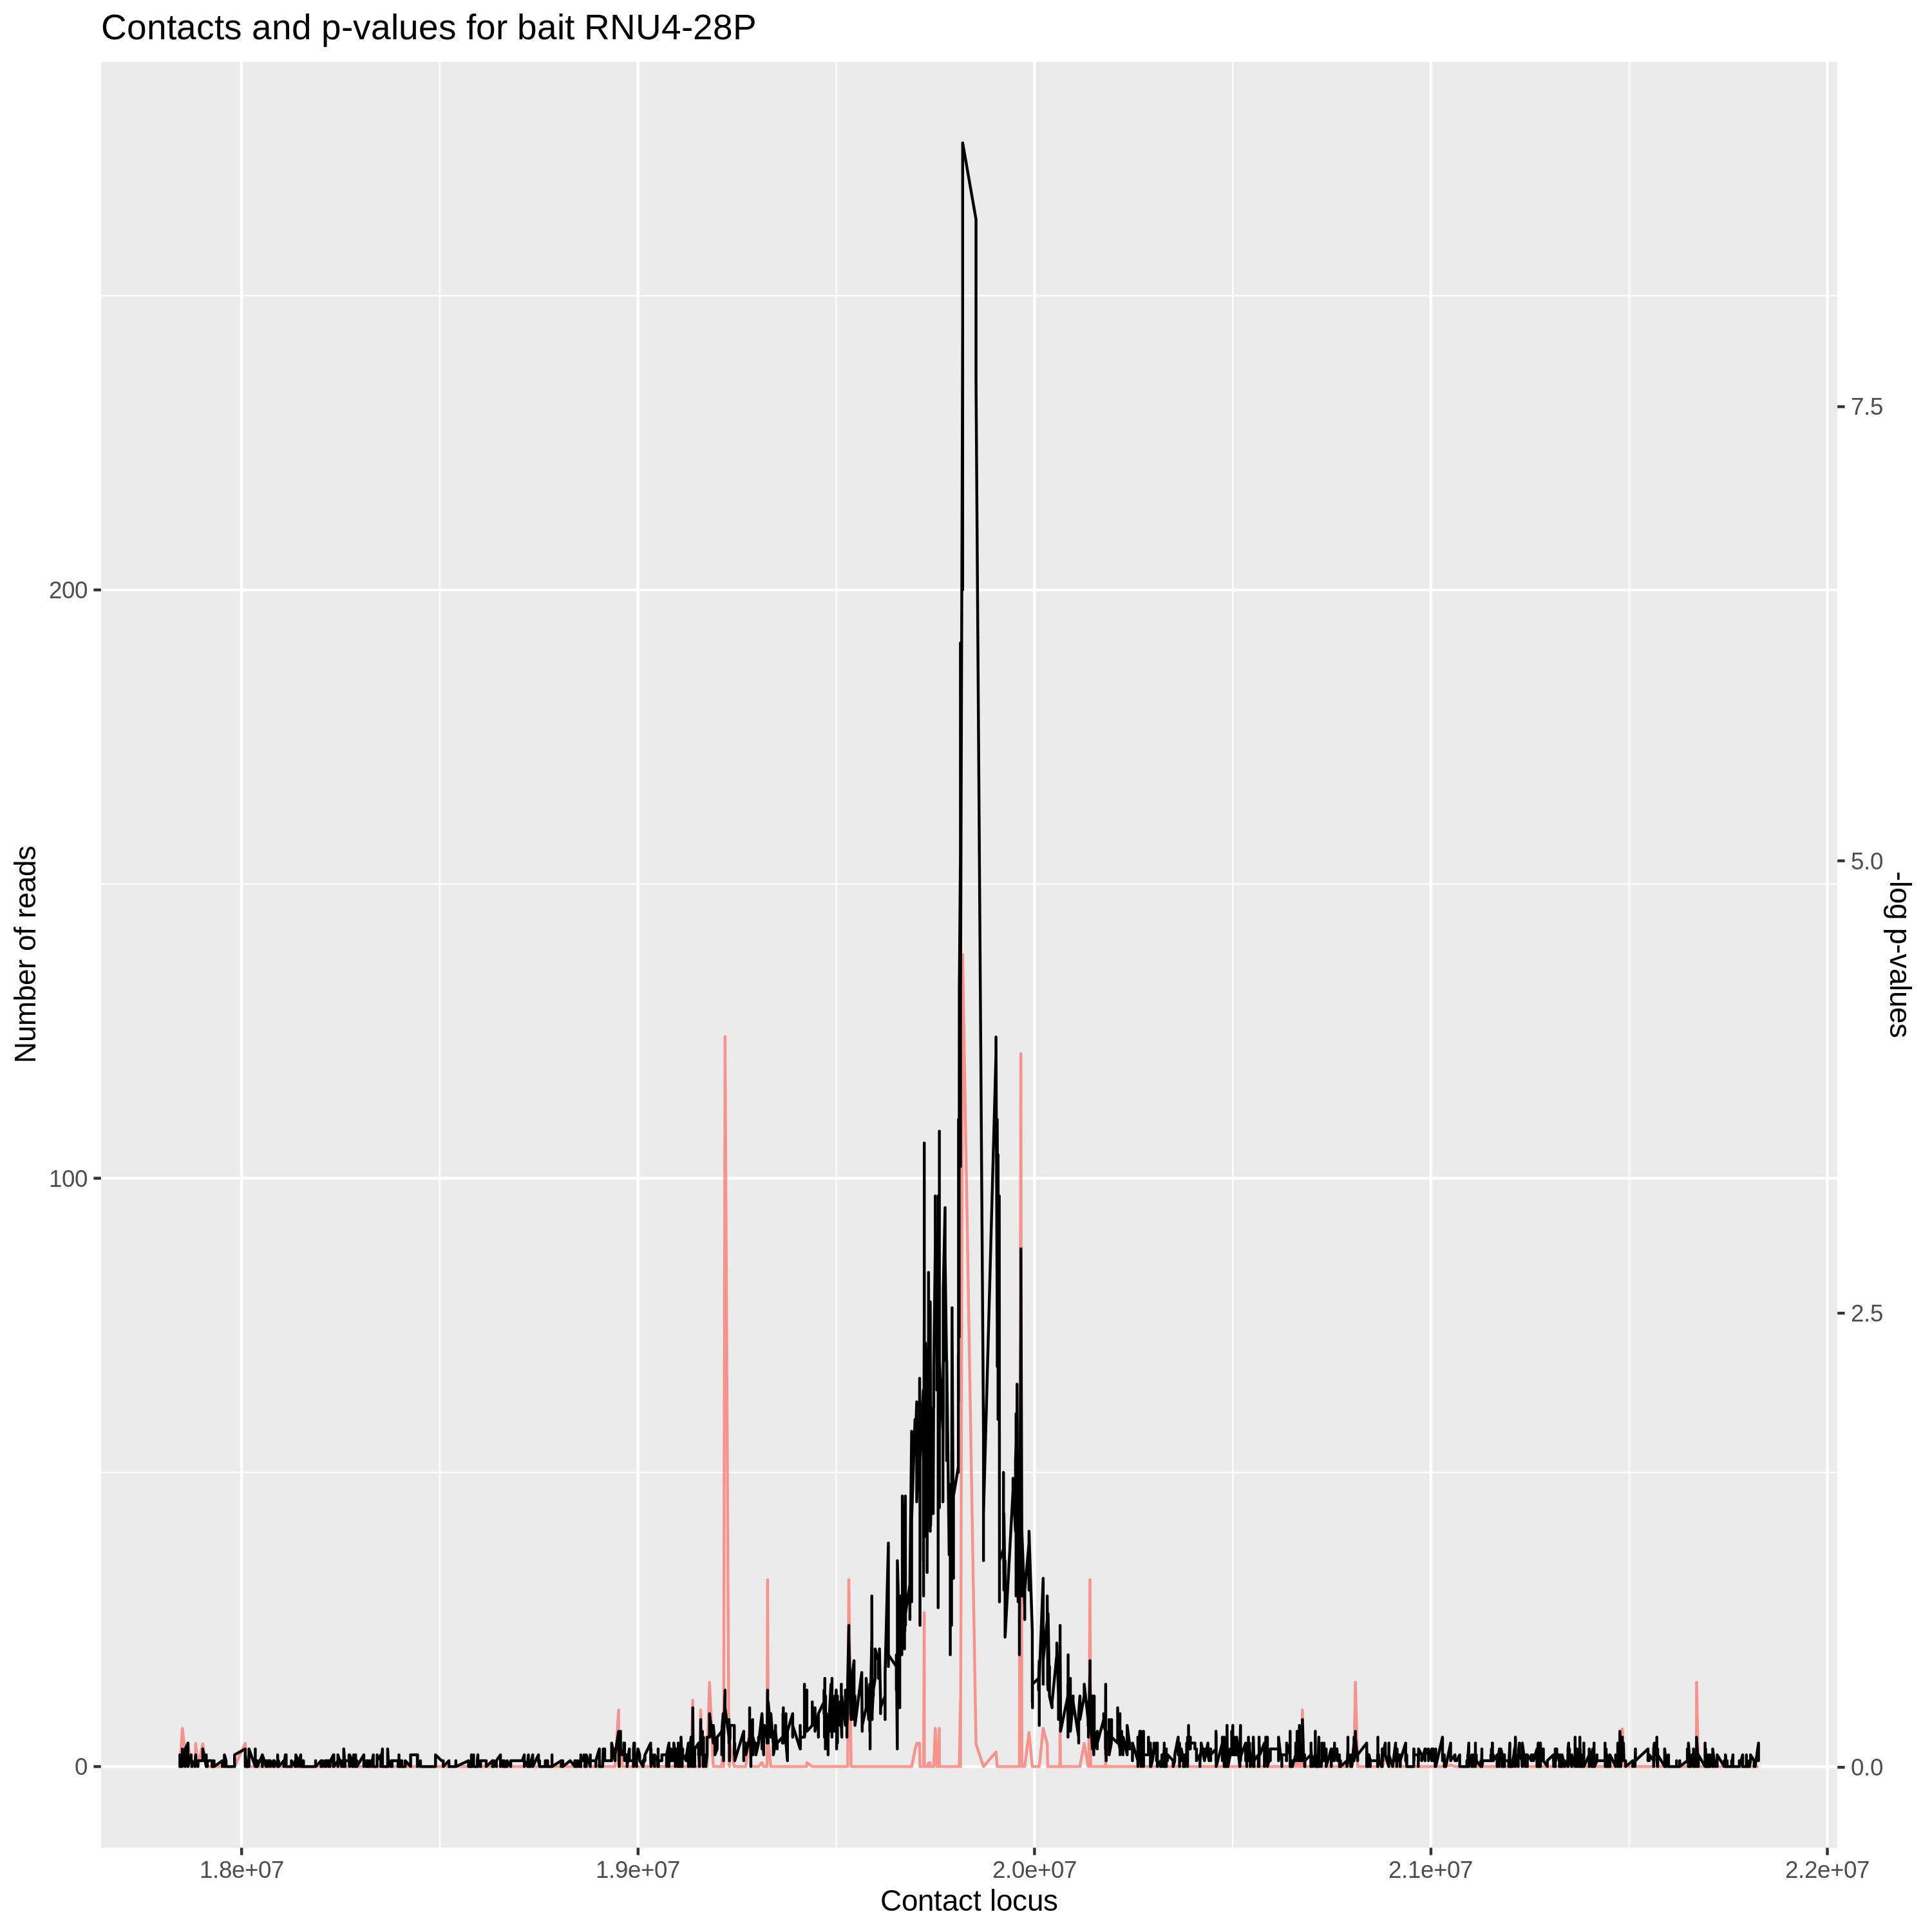 Contacts and p-values for bait RNU4-28P
Number of reads
200
100
0
7.5
5.0
2.5
0.0
-log p-values
1.8e+07 1.9e+07 2.0e+07 2.1e+07 2.2e+07
Contact locus